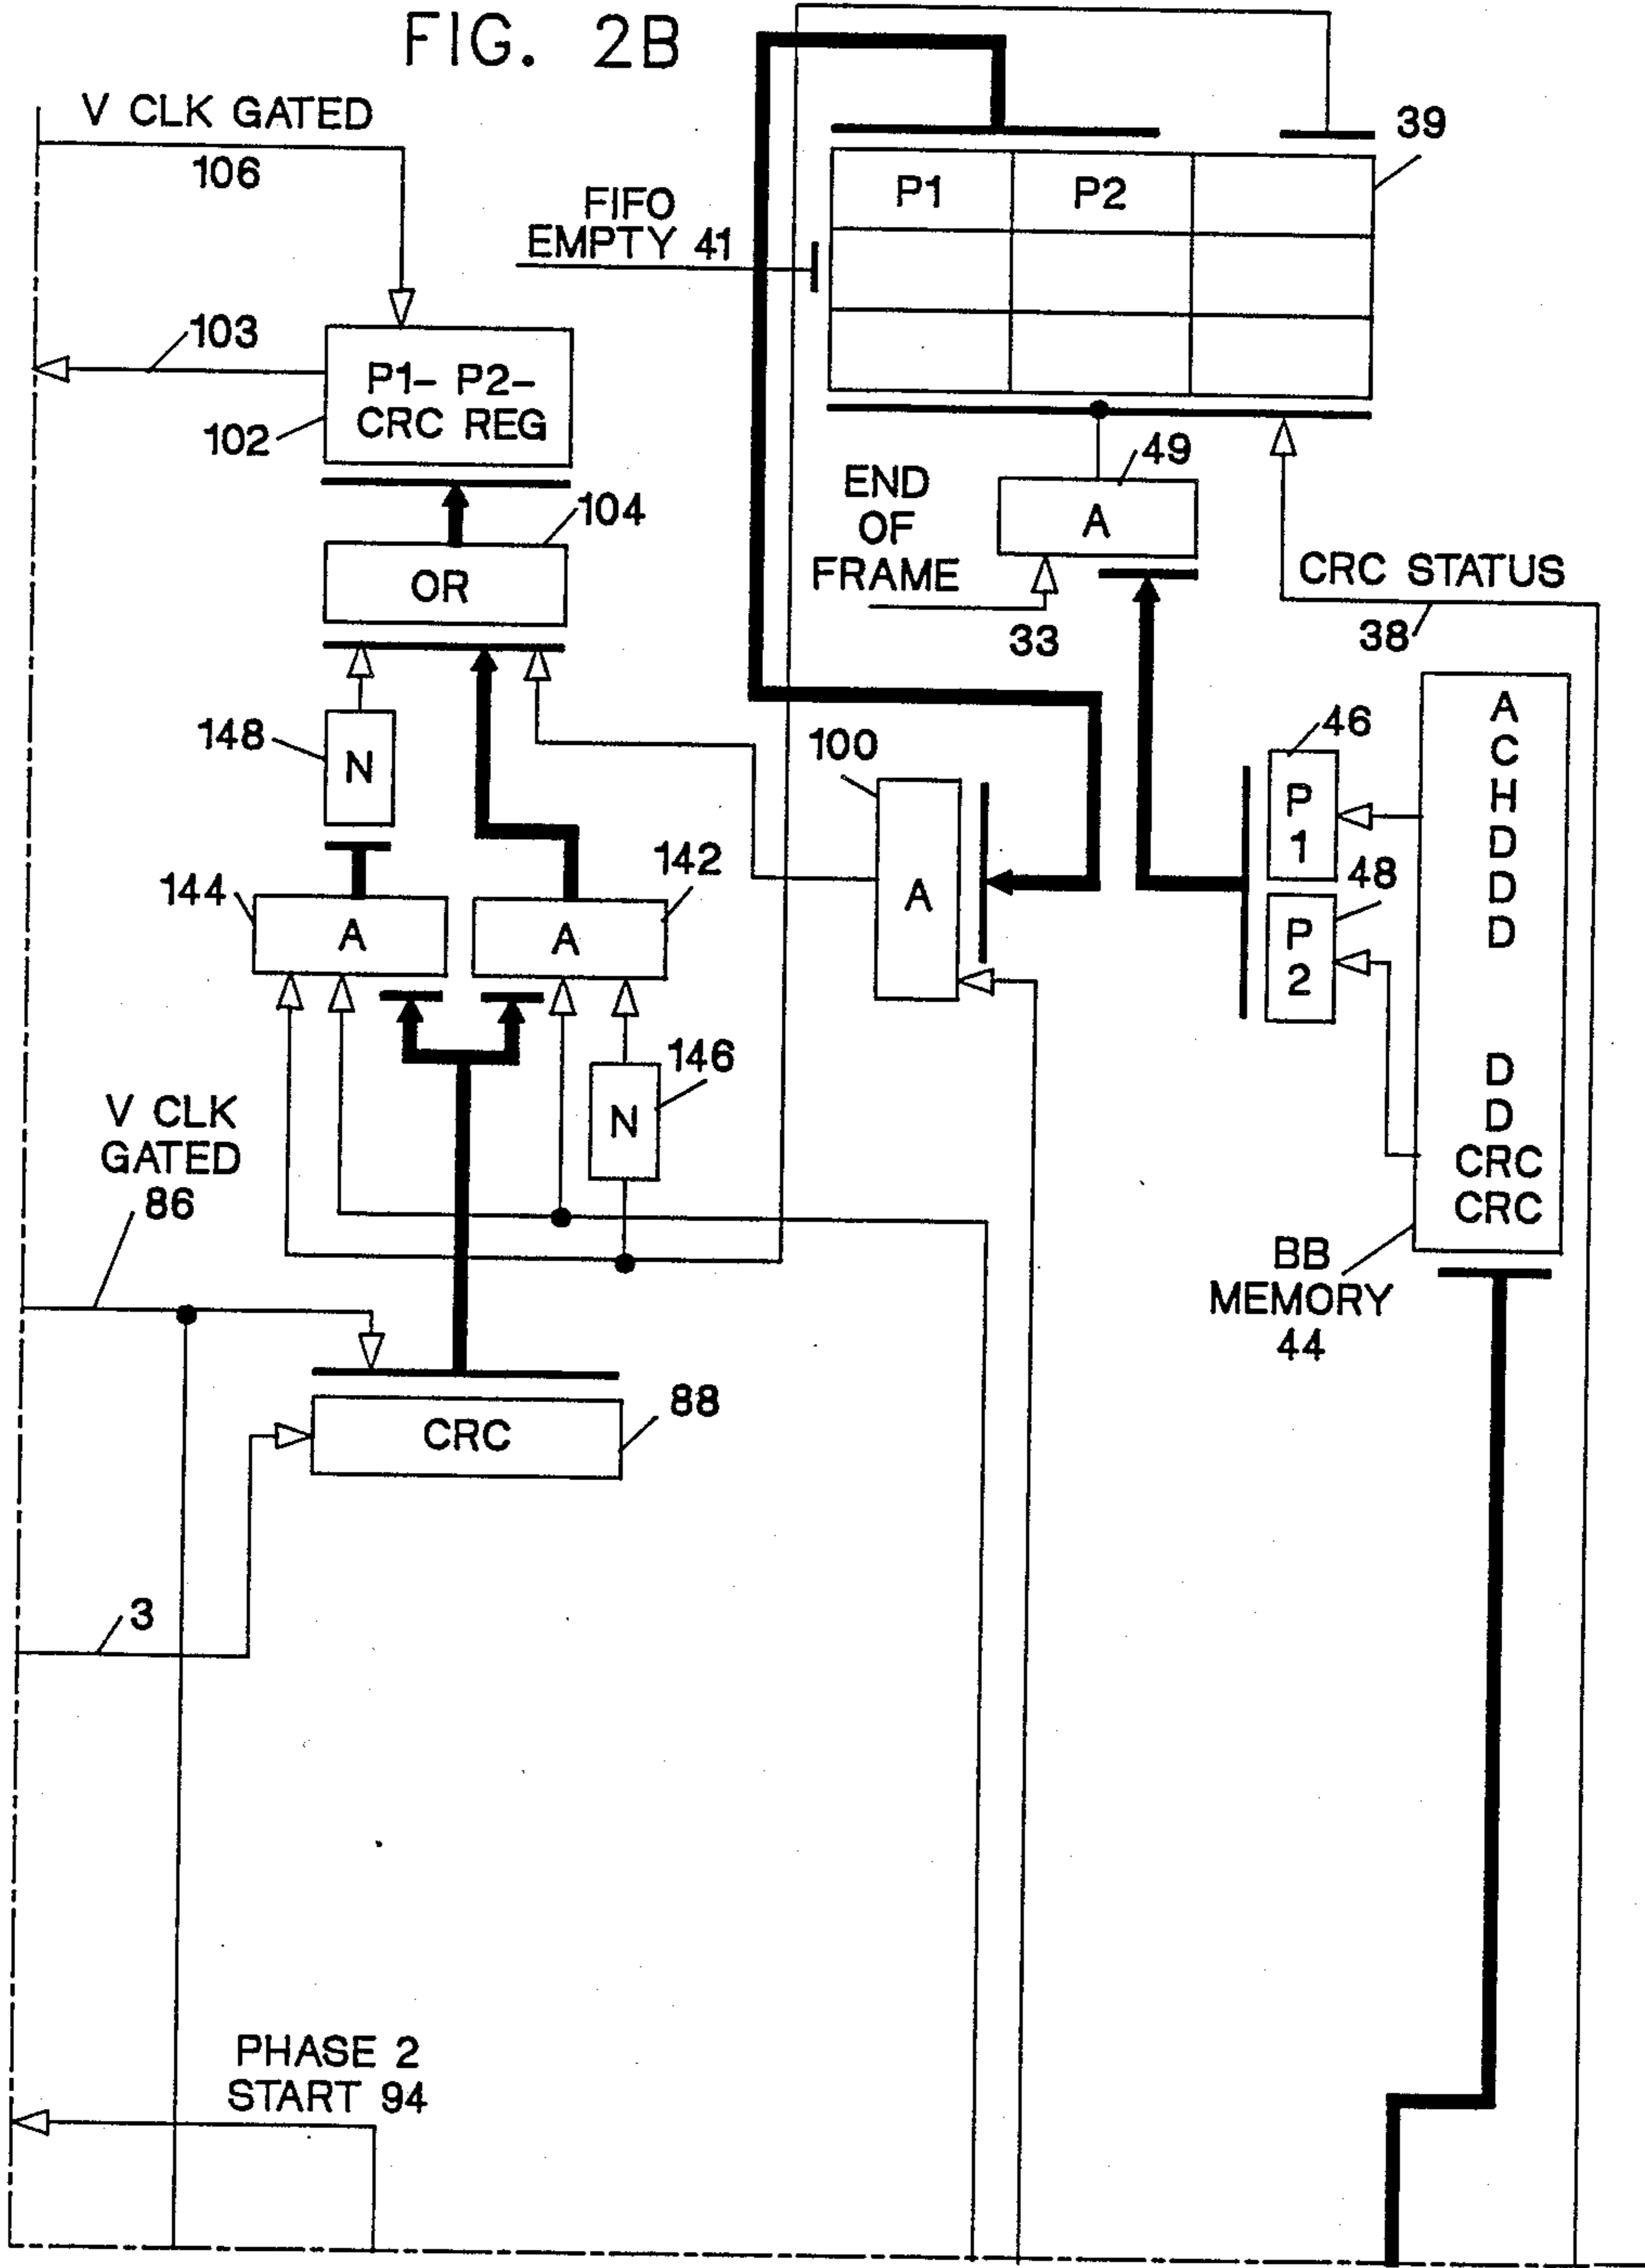 FIG. 2B
V CLK GATED
106
39
P1
P2
FIFO
EMPTY 41
103
P1- P2-
CRC REG
102
49
END
OF
FRAME
A
104
OR
CRC STATUS
33
38
148
N
100
A
46
P
1
48
P
2
A
C
H
D
D
D
D
D
CRC
CRC
144
A
142
A
146
N
V CLK
GATED
86
BB
MEMORY
44
88
CRC
3
PHASE 2
START 94